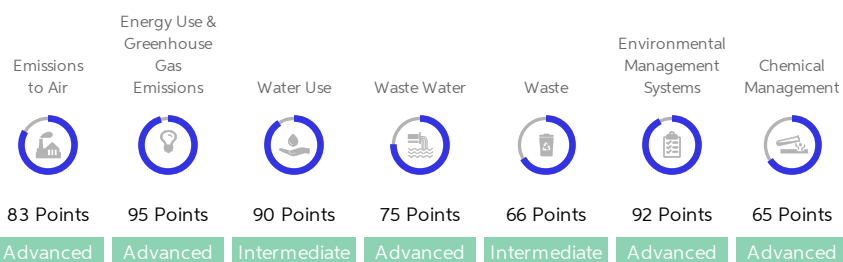 Emissions
to Air
Energy Use &
Greenhouse
Gas
Emissions
Water Use
Waste Water
Waste
Environmental
Management
Systems
Chemical
Management
83 Points
95 Points
90 Points
75 Points
66 Points
92 Points
65 Points
Advanced
Advanced
Intermediate
Advanced
Intermediate
Advanced
Advanced